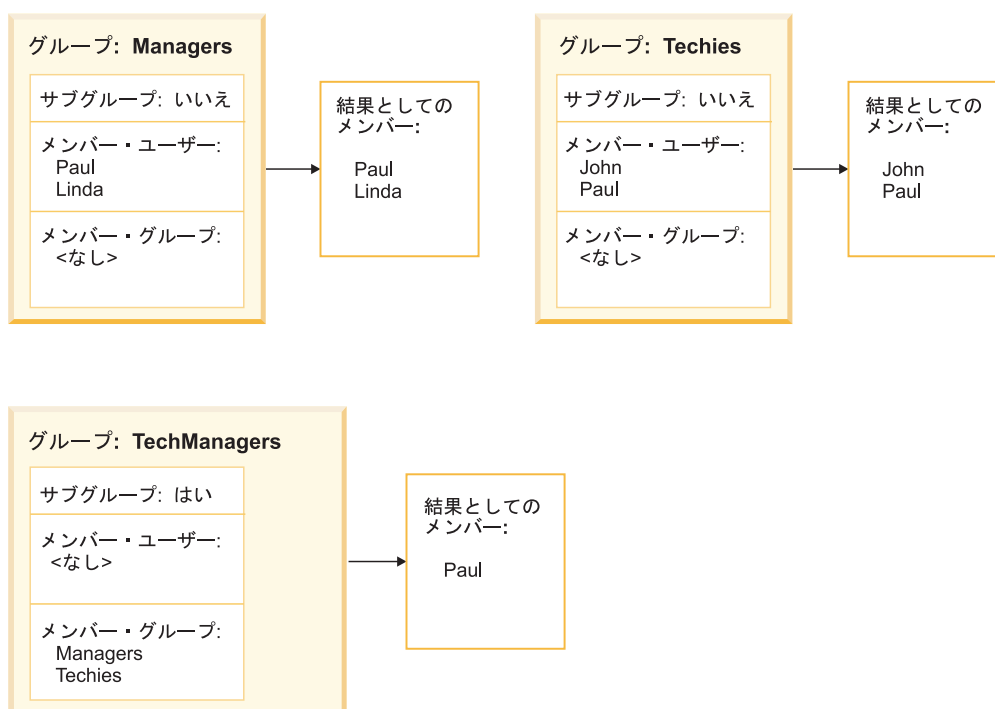 グループ: Managers
サブグループ: いいえ
メンバー・ユーザー:
Paul
Linda
メンバー・グループ:
<なし>
結果としての
メンバー:
Paul
Linda
グループ: Techies
サブグループ: いいえ
メンバー・ユーザー:
John
Paul
メンバー・グループ:
<なし>
結果としての
メンバー:
John
Paul
グループ: TechManagers
サブグループ: はい
メンバー・ユーザー:
<なし>
メンバー・グループ:
Managers
Techies
結果としての
メンバー:
Paul